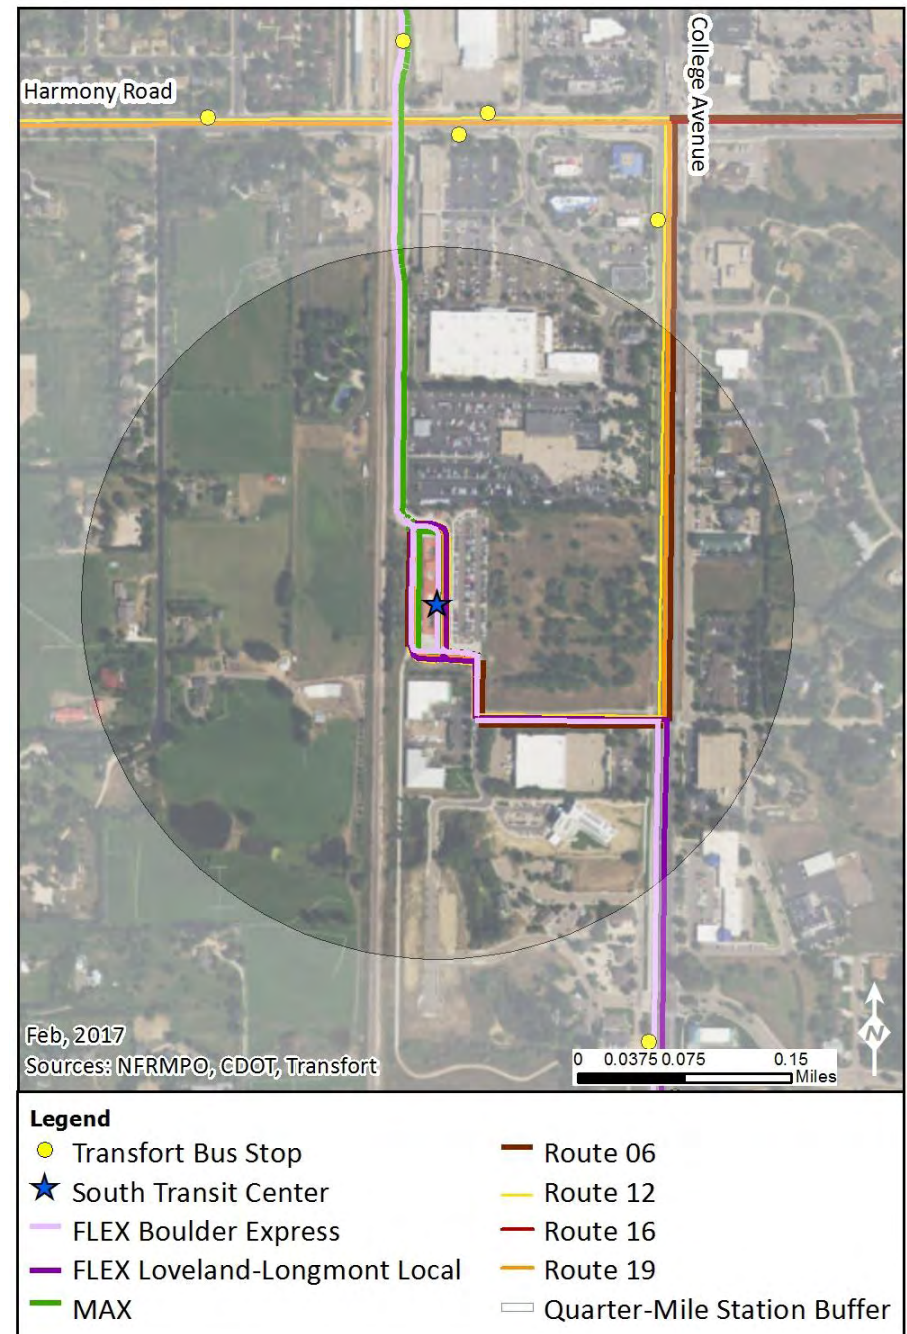 College Avenue
Harmony Road
N
Feb, 2017
Sources: NFRMPO, CDOT, Transfort
0 0.0375 0.075 0.15
Miles
Legend
Transfort Bus Stop
South Transit Center
FLEX Boulder Express
FLEX Loveland-Longmont Local
MAX
Route 06
Route 12
Route 16
Route 19
Quarter-Mile Station Buffer